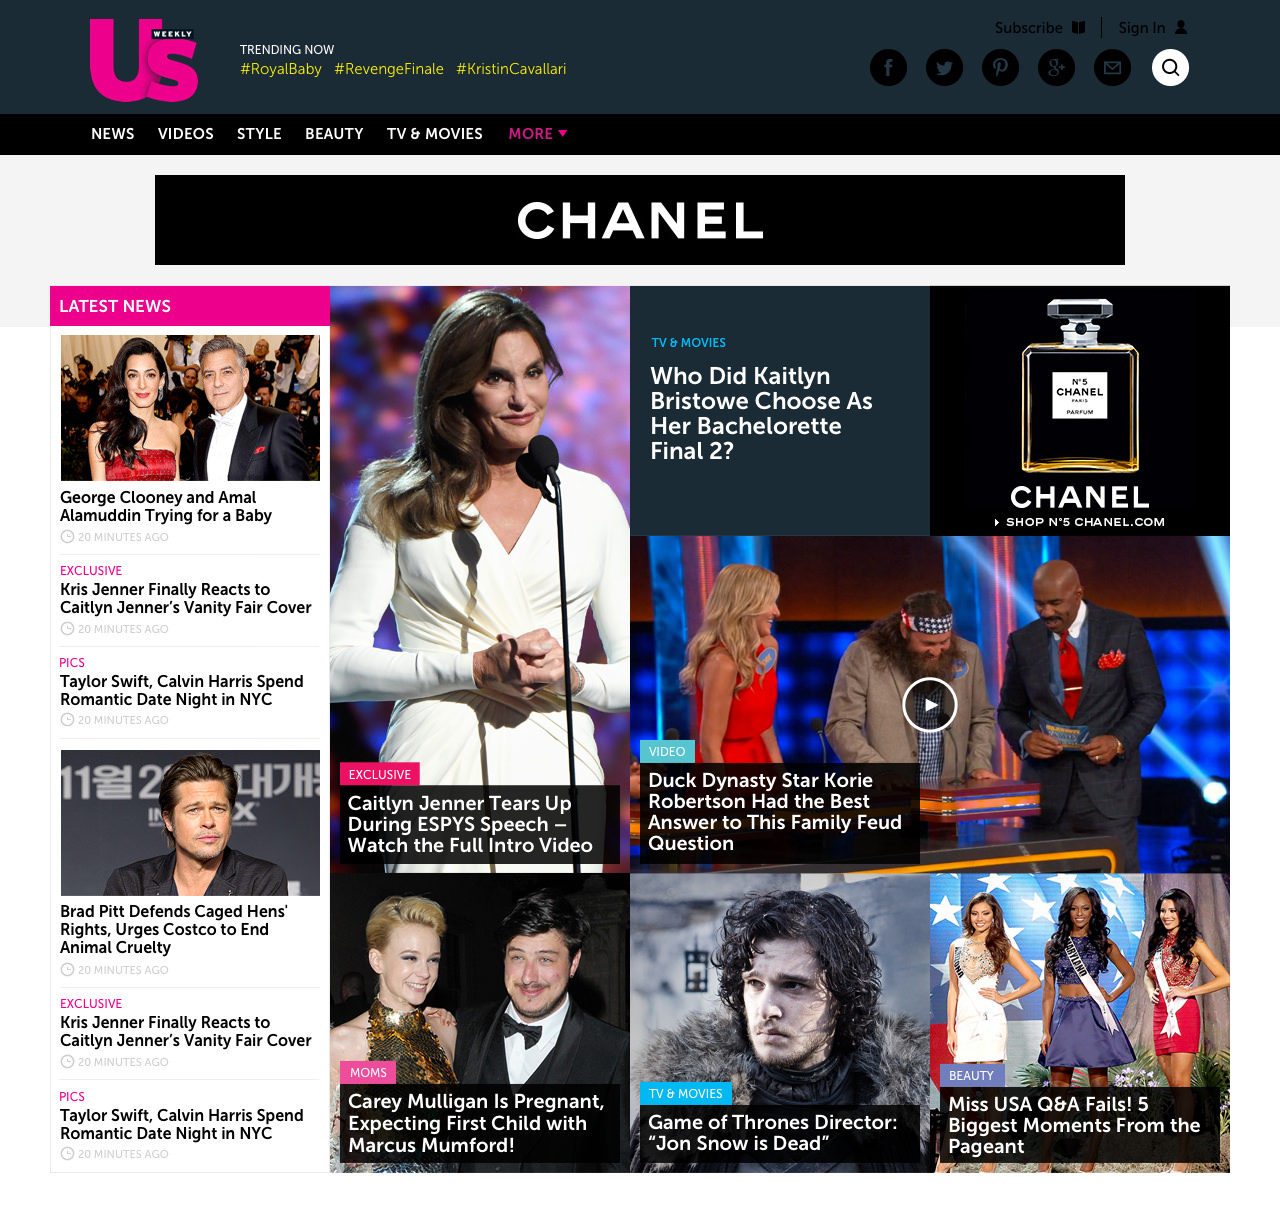 Us
WEEKLY
TRENDING NOW
#RoyalBaby #RevengeFinale #KristinCavallari
Subscribe
Sign In
NEWS VIDEOS STYLE BEAUTY TV & MOVIES MORE
CHANEL
LATEST NEWS
George Clooney and Amal
Alamuddin Trying for a Baby
20 MINUTES AGO
EXCLUSIVE
Kris Jenner Finally Reacts to
Caitlyn Jenner’s Vanity Fair Cover
20 MINUTES AGO
PICS
Taylor Swift, Calvin Harris Spend
Romantic Date Night in NYC
20 MINUTES AGO
11월 2
대개
IN
X
Brad Pitt Defends Caged Hens'
Rights, Urges Costco to End
Animal Cruelty
20 MINUTES AGO
EXCLUSIVE
Kris Jenner Finally Reacts to
Caitlyn Jenner’s Vanity Fair Cover
20 MINUTES AGO
PICS
Taylor Swift, Calvin Harris Spend
Romantic Date Night in NYC
20 MINUTES AGO
EXCLUSIVE
Caitlyn Jenner Tears Up
During ESPYS Speech –
Watch the Full Intro Video
TV & MOVIES
Who Did Kaitlyn
Bristowe Choose As
Her Bachelorette
Final 2?
N°5
CHANEL
PARIS
PARFUM
CHANEL
SHOP N°5 CHANEL.COM
VIDEO
Duck Dynasty Star Korie
Robertson Had the Best
Answer to This Family Feud
Question
MOMS
Carey Mulligan Is Pregnant,
Expecting First Child with
Marcus Mumford!
TV & MOVIES
Game of Thrones Director:
“Jon Snow is Dead”
MARYLAND
BEAUTY
Miss USA Q&A Fails! 5
Biggest Moments From the
Pageant